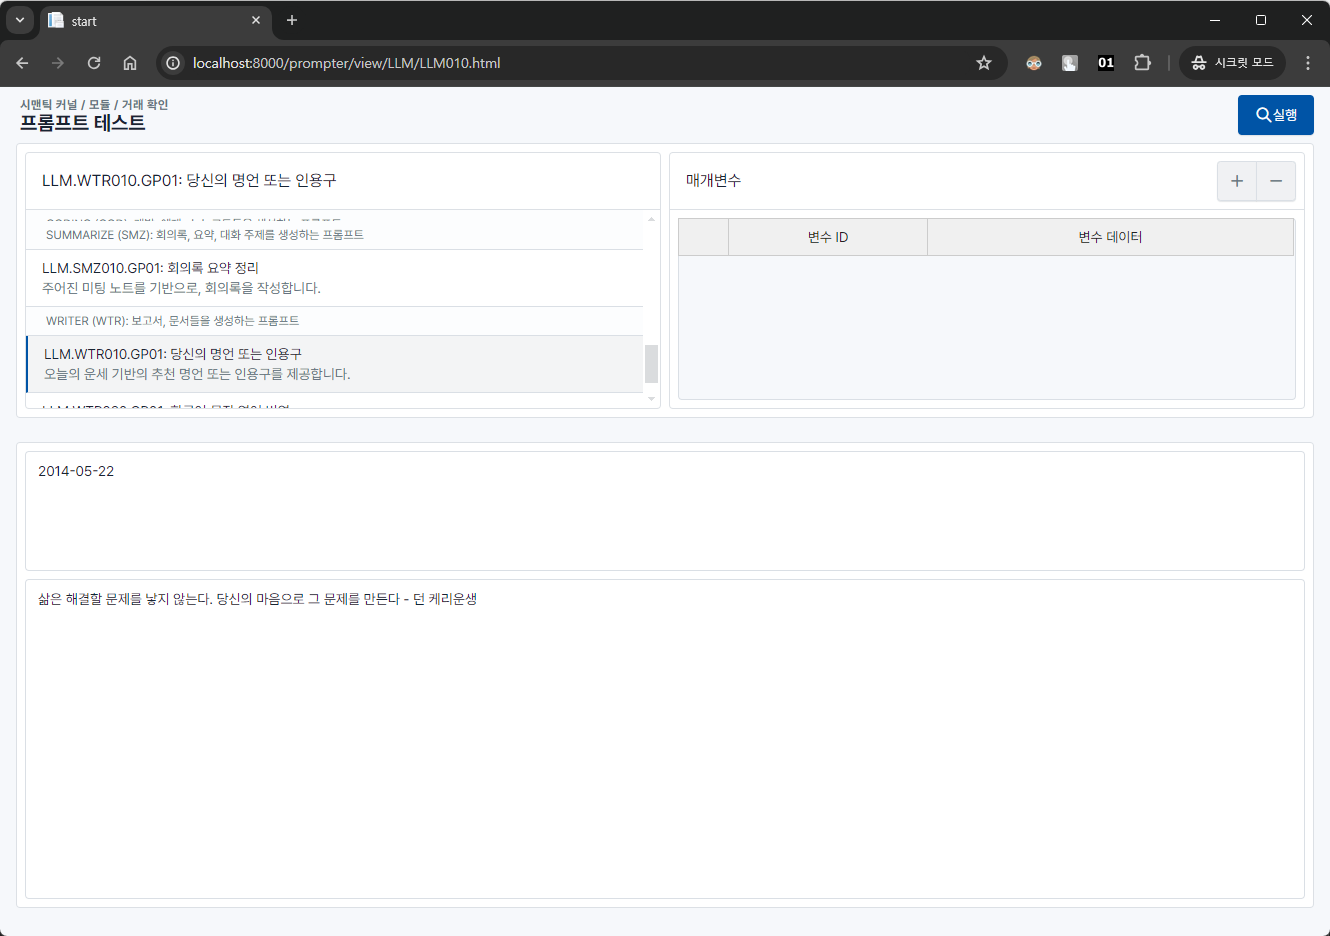 start
localhost:8000/prompter/view/LLM/LLM010.html
01
시크릿 모드
시맨틱 커널 / 모듈 / 거래 확인
프롬프트 테스트
실행
LLM.WTR010.GP01: 당신의 명언 또는 인용구
SUMMARIZE (SMZ): 회의록, 요약, 대화 주제를 생성하는 프롬프트
LLM.SMZ010.GP01: 회의록 요약 정리
주어진 미팅 노트를 기반으로, 회의록을 작성합니다.
WRITER (WTR): 보고서, 문서들을 생성하는 프롬프트
LLM.WTR010.GP01: 당신의 명언 또는 인용구
오늘의 운세 기반의 추천 명언 또는 인용구를 제공합니다.
매개변수
변수 ID
변수 데이터
2014-05-22
삶은 해결할 문제를 낳지 않는다. 당신의 마음으로 그 문제를 만든다 - 던 케리운생